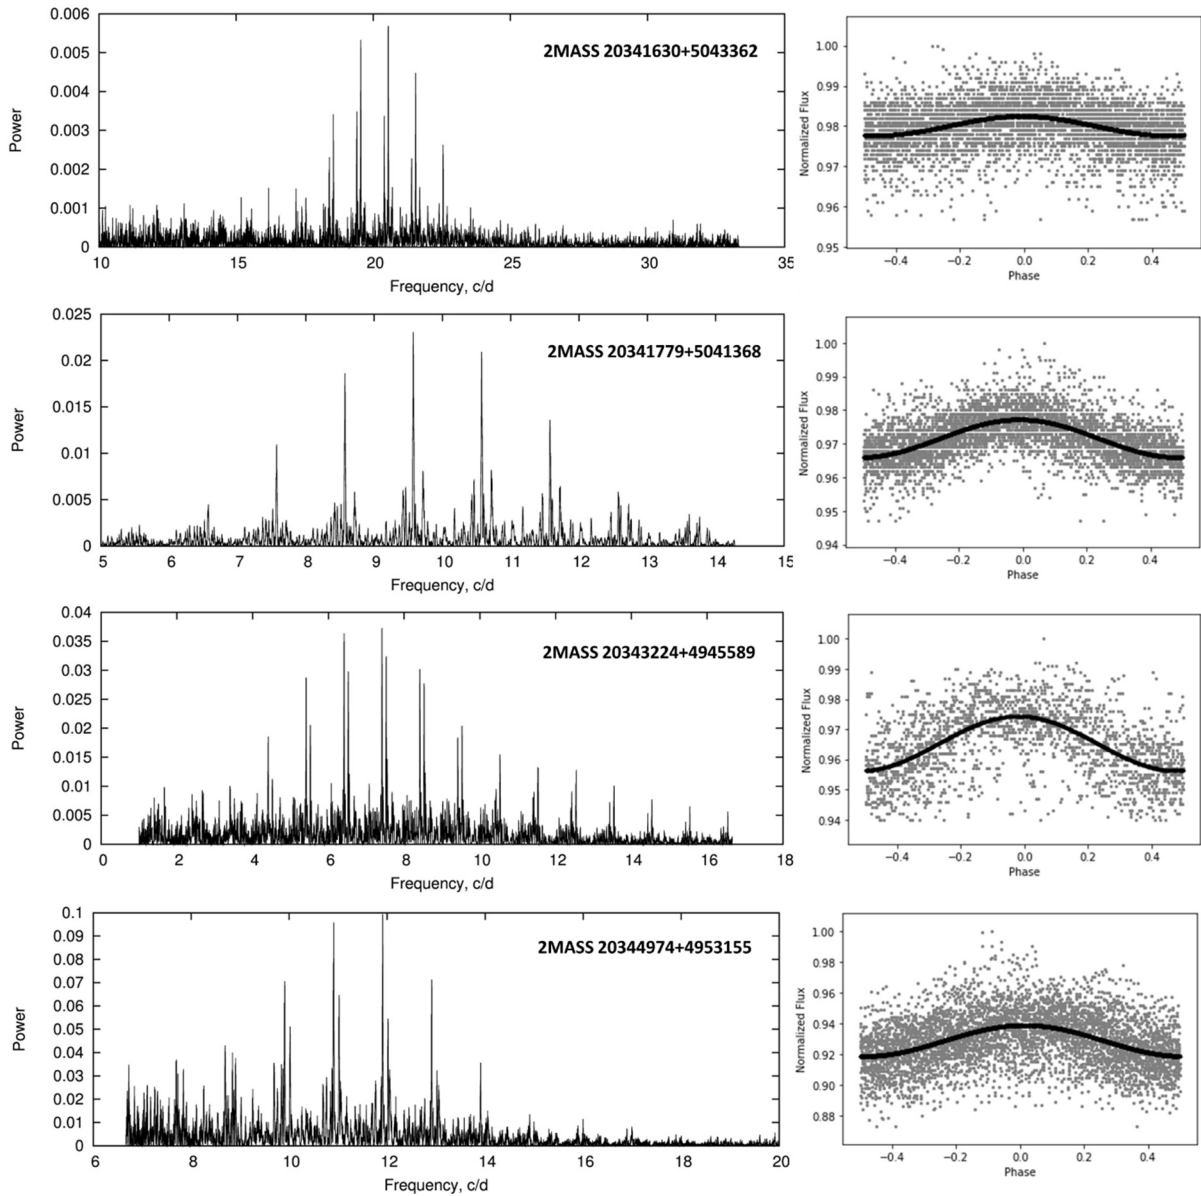 2MASS 20341630+5043362
Power
0.006
0.005
0.004
0.003
0.002
0.001
0
10 15 20 25 30 35
Frequency, c/d
Normalized Flux
1.00
0.99
0.98
0.97
0.96
0.95
−0.4 −0.2 0.0 0.2 0.4
Phase
2MASS 20341779+5041368
Power
0.025
0.02
0.015
0.01
0.005
0
5 6 7 8 9 10 11 12 13 14 15
Frequency, c/d
Normalized Flux
1.00
0.99
0.98
0.97
0.96
0.95
0.94
−0.4 −0.2 0.0 0.2 0.4
Phase
2MASS 20343224+4945589
Power
0.04
0.035
0.03
0.025
0.02
0.015
0.01
0.005
0
0 2 4 6 8 10 12 14 16 18
Frequency, c/d
Normalized Flux
1.00
0.99
0.98
0.97
0.96
0.95
0.94
−0.4 −0.2 0.0 0.2 0.4
Phase
2MASS 20344974+4953155
Power
0.1
0.09
0.08
0.07
0.06
0.05
0.04
0.03
0.02
0.01
0
6 8 10 12 14 16 18 20
Frequency, c/d
Normalized Flux
1.00
0.98
0.96
0.94
0.92
0.90
0.88
−0.4 −0.2 0.0 0.2 0.4
Phase